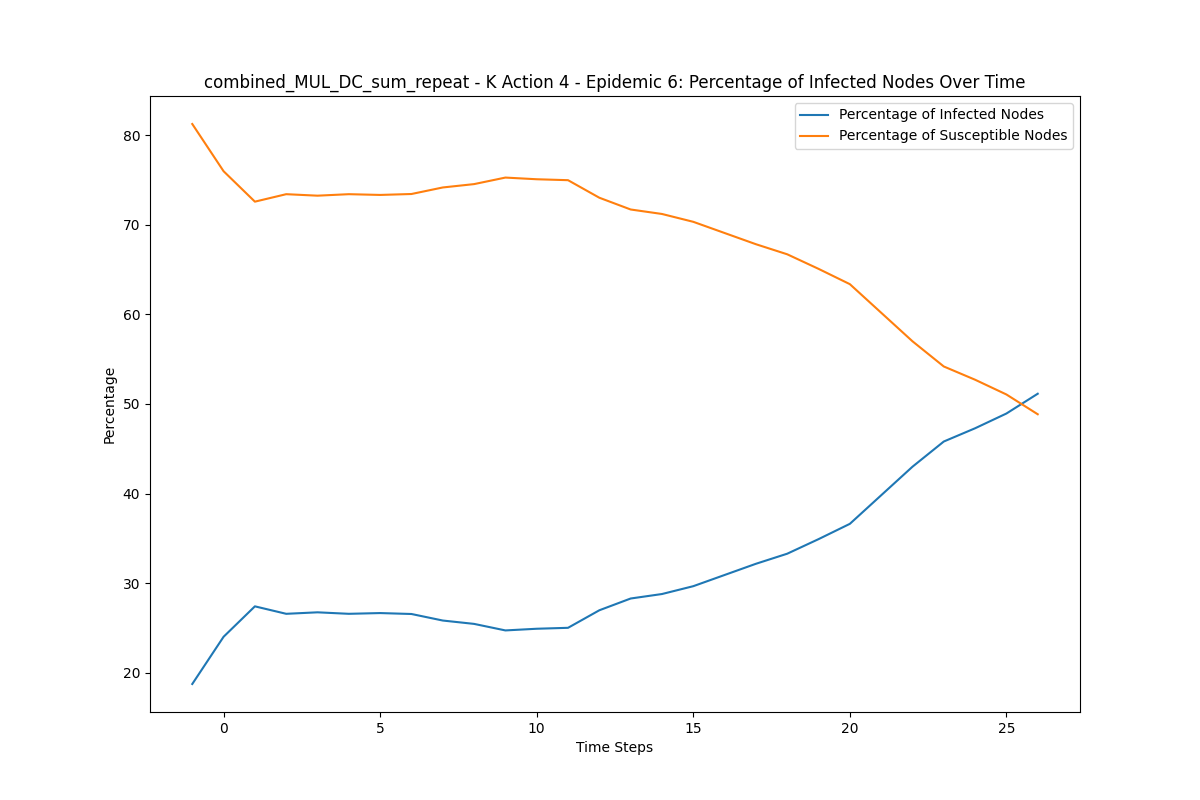 combined_MUL_DC_sum_repeat - K Action 4 - Epidemic 6: Percentage of Infected Nodes Over Time
Percentage of Infected Nodes
Percentage of Susceptible Nodes
80
70
60
50
40
30
20
Percentage
0 5 10 15 20 25
Time Steps